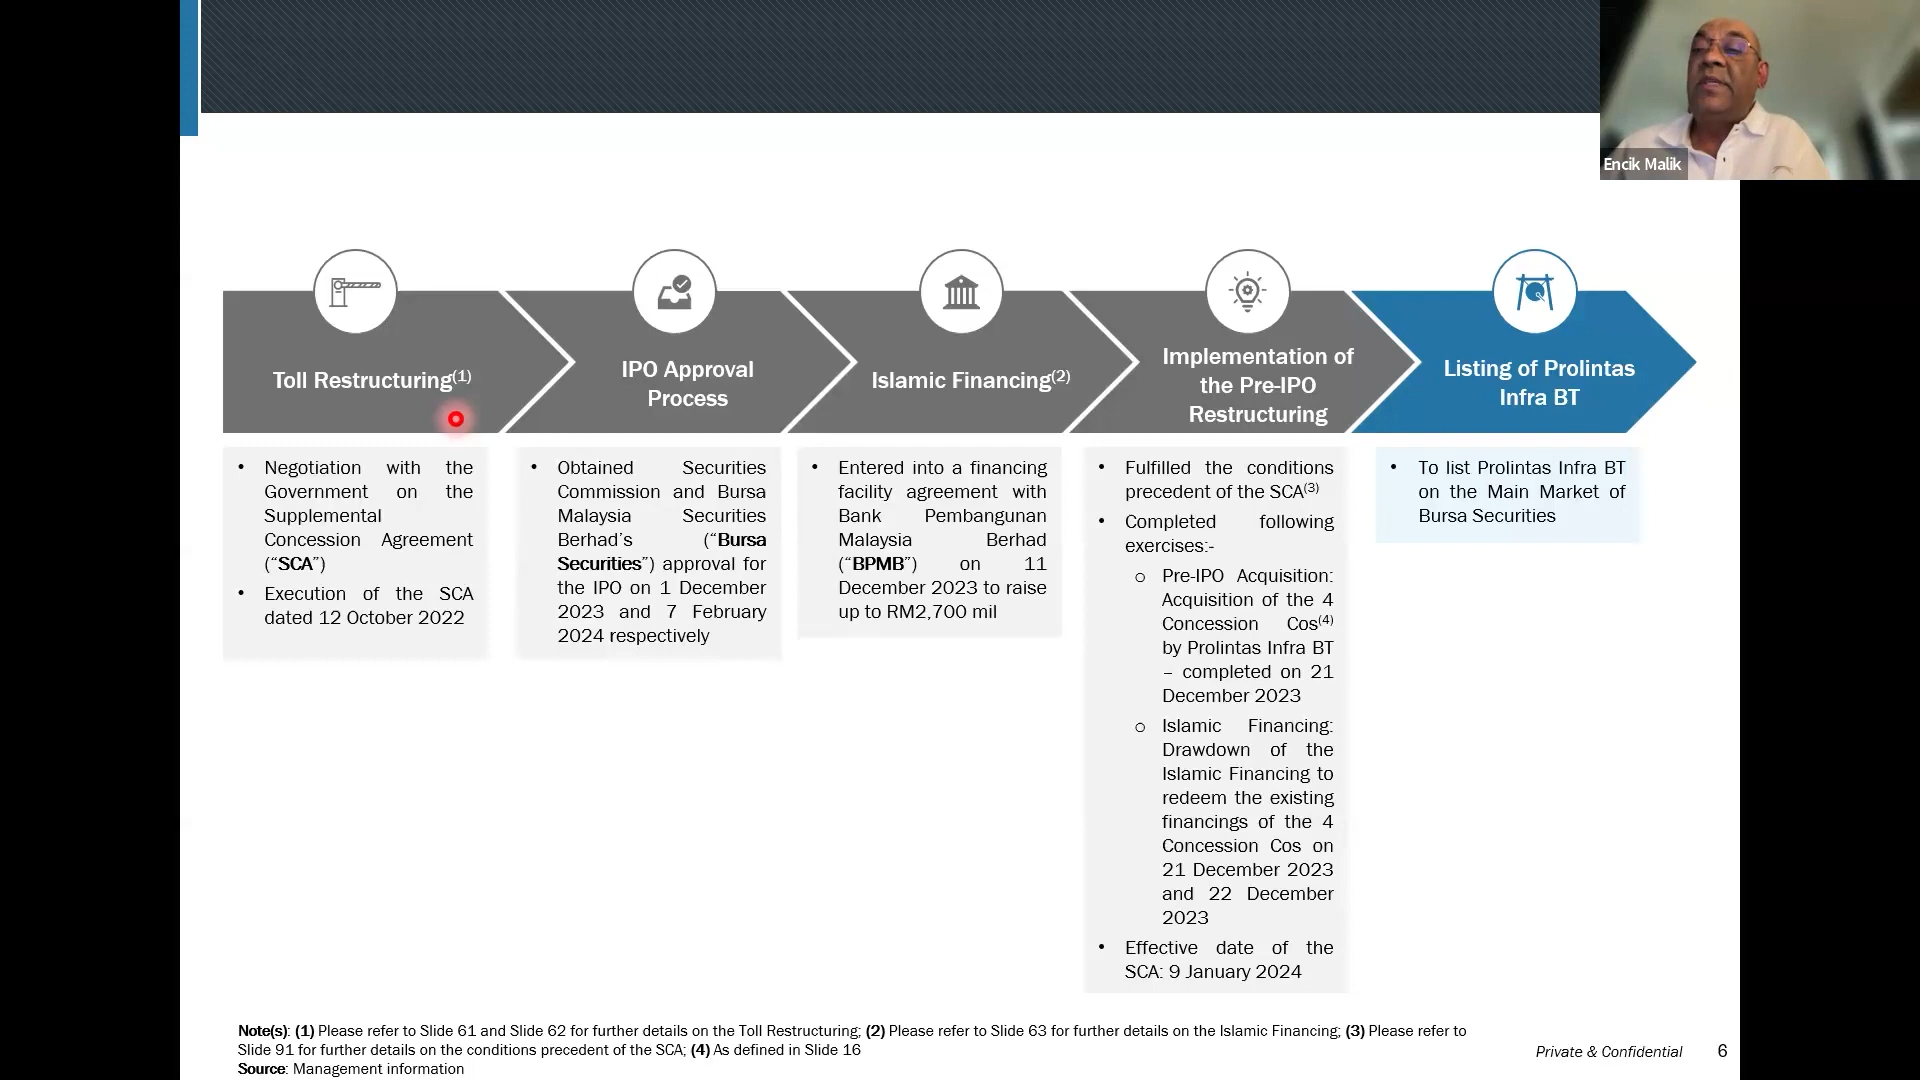 Encik Malik
Toll Restructuring(1)
IPO Approval
Process
Islamic Financing(2)
Implementation of
the Pre-IPO
Restructuring
Listing of Prolintas
Infra BT
• Negotiation with the
Government on the
Supplemental
Concession Agreement
(“SCA”)
• Execution of the SCA
dated 12 October 2022
• Obtained Securities
Commission and Bursa
Malaysia Securities
Berhad's (“Bursa
Securities”) approval for
the IPO on 1 December
2023 and 7 February
2024 respectively
• Entered into a financing
facility agreement with
Bank Pembangunan
Malaysia Berhad
(“BPMB”) on 11
December 2023 to raise
up to RM2,700 mil
• Fulfilled the conditions
precedent of the SCA(3)
• Completed following
exercises:-
o Pre-IPO Acquisition:
Acquisition of the 4
Concession Cos(4)
by Prolintas Infra BT
– completed on 21
December 2023
o Islamic Financing:
Drawdown of the
Islamic Financing to
redeem the existing
financings of the 4
Concession Cos on
21 December 2023
and 22 December
2023
• Effective date of the
SCA: 9 January 2024
• To list Prolintas Infra BT
on the Main Market of
Bursa Securities
Note(s): (1) Please refer to Slide 61 and Slide 62 for further details on the Toll Restructuring; (2) Please refer to Slide 63 for further details on the Islamic Financing; (3) Please refer to
Slide 91 for further details on the conditions precedent of the SCA; (4) As defined in Slide 16
Source: Management information
Private & Confidential 6